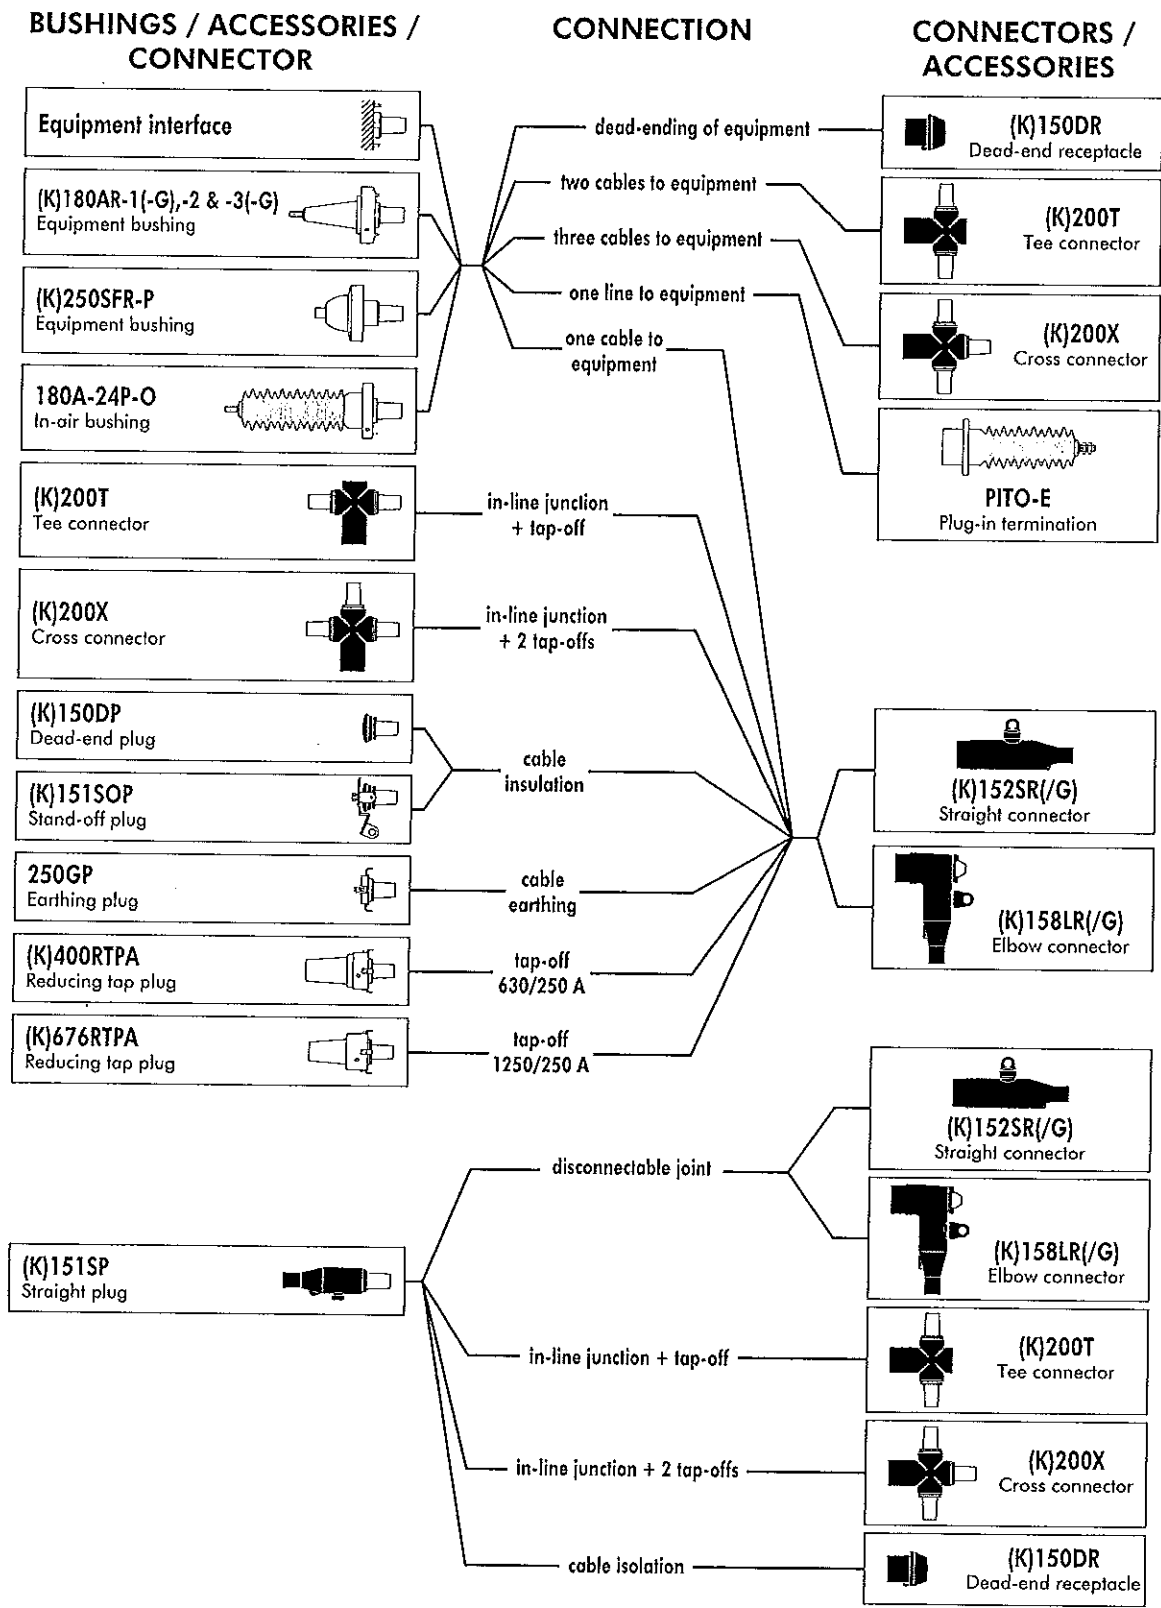 BUSHINGS / ACCESSORIES /
CONNECTOR
CONNECTION
CONNECTORS /
ACCESSORIES
Equipment interface
(K)180AR-1(-G),-2 & -3(-G)
Equipment bushing
(K)250SFR-P
Equipment bushing
180A-24P-O
In-air bushing
(K)200T
Tee connector
(K)200X
Cross connector
(K)150DP
Dead-end plug
(K)151SOP
Stand-off plug
250GP
Earthing plug
(K)400RTPA
Reducing tap plug
(K)676RTPA
Reducing tap plug
dead-ending of equipment
two cables to equipment
three cables to equipment
one line to equipment
one cable to
equipment
in-line junction
+ tap-off
in-line junction
+ 2 tap-offs
cable
insulation
cable
earthing
tap-off
630/250 A
tap-off
1250/250 A
(K)150DR
Dead-end receptacle
(K)200T
Tee connector
(K)200X
Cross connector
PITO-E
Plug-in termination
(K)152SR(/G)
Straight connector
(K)158LR(/G)
Elbow connector
(K)151SP
Straight plug
disconnectable joint
in-line junction + tap-off
in-line junction + 2 tap-offs
cable isolation
(K)152SR(/G)
Straight connector
(K)158LR(/G)
Elbow connector
(K)200T
Tee connector
(K)200X
Cross connector
(K)150DR
Dead-end receptacle